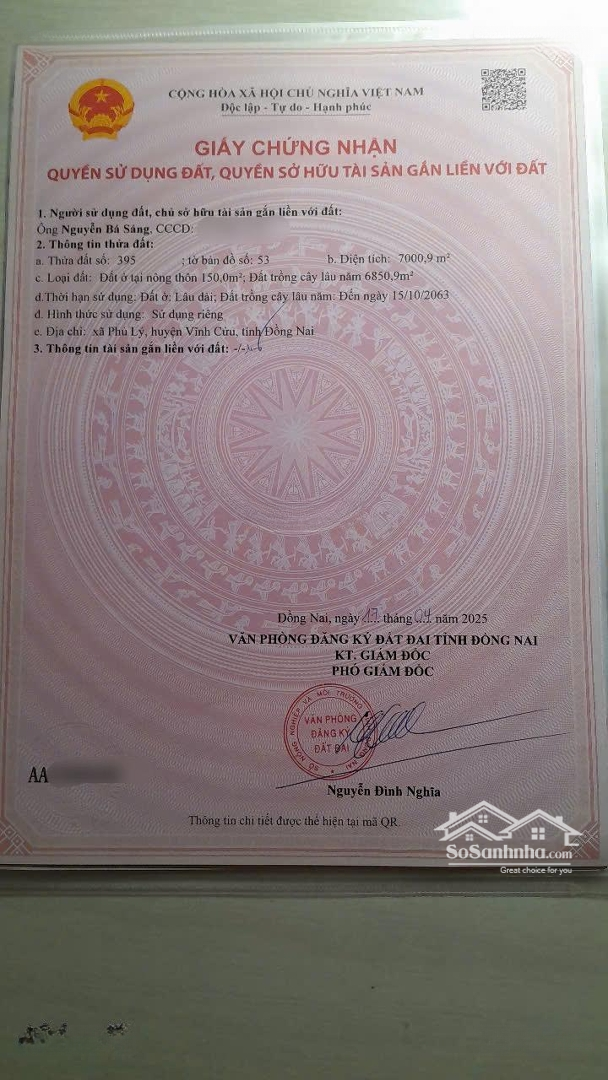 CỘNG HÒA XÃ HỘI CHỦ NGHĨA VIỆT NAM
Độc lập - Tự do - Hạnh phúc
GIẤY CHỨNG NHẬN
QUYỀN SỬ DỤNG ĐẤT, QUYỀN SỞ HỮU TÀI SẢN GẮN LIỀN VỚI ĐẤT
1. Người sử dụng đất, chủ sở hữu tài sản gắn liền với đất:
Ông Nguyễn Bá Sáng, CCCD:
2. Thông tin thửa đất:
a. Thửa đất số: 395 ; tờ bản đồ số: 53 b. Diện tích: 7000,9 m²
c. Loại đất: Đất ở tại nông thôn 150,0m²; Đất trồng cây lâu năm 6850,9m²
d. Thời hạn sử dụng: Đất ở: Lâu dài; Đất trồng cây lâu năm: Đến ngày 15/10/2063
đ. Hình thức sử dụng: Sử dụng riêng
e. Địa chỉ: xã Phú Lý, huyện Vĩnh Cửu, tỉnh Đồng Nai
3. Thông tin tài sản gắn liền với đất: -/-
Đồng Nai, ngày 17 tháng 04 năm 2025
VĂN PHÒNG ĐĂNG KÝ ĐẤT ĐAI TỈNH ĐỒNG NAI
KT. GIÁM ĐỐC
PHÓ GIÁM ĐỐC
SỞ NÔNG NGHIỆP VÀ MÔI TRƯỜNG
VĂN PHÒNG
ĐĂNG KÝ
ĐẤT ĐAI
Nguyễn Đình Nghĩa
AA
Thông tin chi tiết được thể hiện tại mã QR.
SoSanhnha.com
Great choice for you